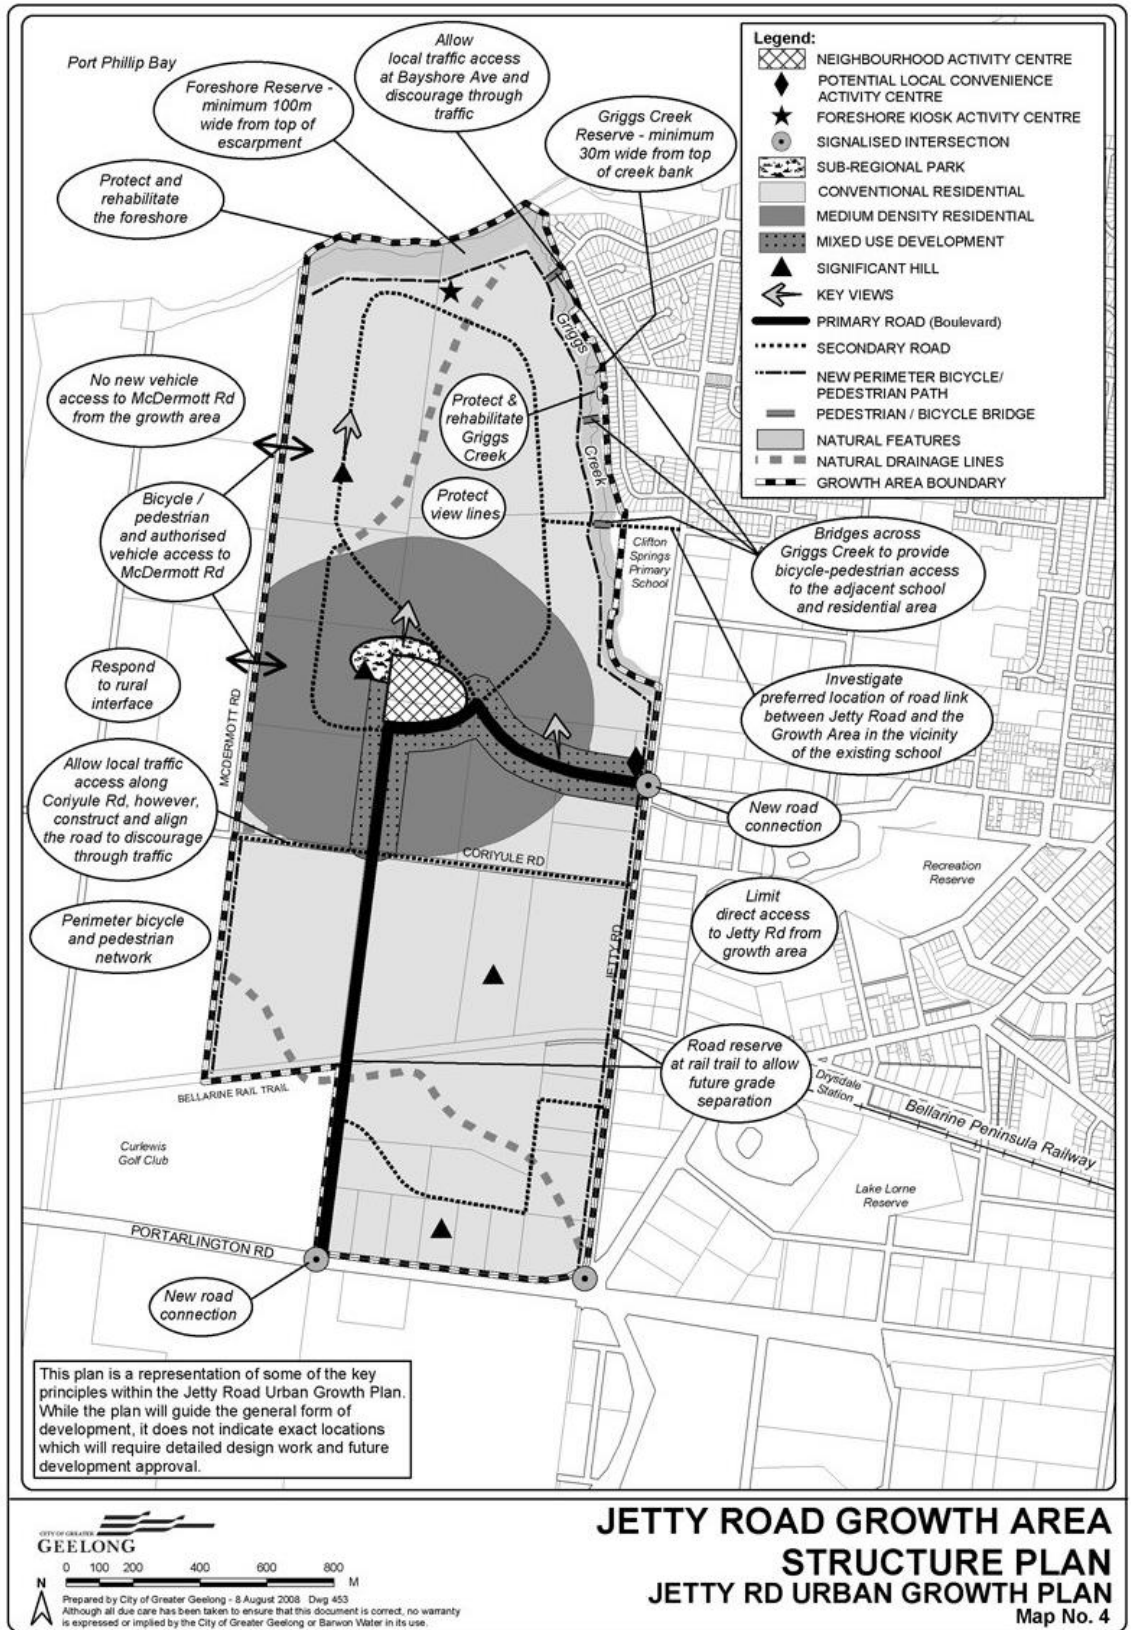 Port Phillip Bay
Foreshore Reserve -
minimum 100m
wide from top of
escarpment
Allow
local traffic access
at Bayshore Ave and
discourage through
traffic
Griggs Creek
Reserve - minimum
30m wide from top
of creek bank
Protect and
rehabilitate
the foreshore
Legend:
NEIGHBOURHOOD ACTIVITY CENTRE
POTENTIAL LOCAL CONVENIENCE
ACTIVITY CENTRE
FORESHORE KIOSK ACTIVITY CENTRE
SIGNALISED INTERSECTION
SUB-REGIONAL PARK
CONVENTIONAL RESIDENTIAL
MEDIUM DENSITY RESIDENTIAL
MIXED USE DEVELOPMENT
SIGNIFICANT HILL
KEY VIEWS
PRIMARY ROAD (Boulevard)
SECONDARY ROAD
NEW PERIMETER BICYCLE/
PEDESTRIAN PATH
PEDESTRIAN / BICYCLE BRIDGE
NATURAL FEATURES
NATURAL DRAINAGE LINES
GROWTH AREA BOUNDARY
Griggs
Creek
No new vehicle
access to McDermott Rd
from the growth area
Protect &
rehabilitate
Griggs
Creek
Protect
view lines
Bicycle /
pedestrian
and authorised
vehicle access to
McDermott Rd
Clifton
Springs
Primary
School
Bridges across
Griggs Creek to provide
bicycle-pedestrian access
to the adjacent school
and residential area
Respond
to rural
interface
MCDERMOTT RD
Investigate
preferred location of road link
between Jetty Road and the
Growth Area in the vicinity
of the existing school
Allow local traffic
access along
Coriyule Rd, however,
construct and align
the road to discourage
through traffic
New road
connection
CORIYULE RD
Recreation
Reserve
Limit
direct access
to Jetty Rd from
growth area
JETTY RD
Perimeter bicycle
and pedestrian
network
Road reserve
at rail trail to allow
future grade
separation
Drysdale
Station
Bellarine Peninsula Railway
BELLARINE RAIL TRAIL
Curlewis
Golf Club
Lake Lorne
Reserve
PORTARLINGTON RD
New road
connection
This plan is a representation of some of the key
principles within the Jetty Road Urban Growth Plan.
While the plan will guide the general form of
development, it does not indicate exact locations
which will require detailed design work and future
development approval.
CITY OF GREATER
GEELONG
0 100 200 400 600 800
M
N
Prepared by City of Greater Geelong - 8 August 2008 Dwg 453
Although all due care has been taken to ensure that this document is correct, no warranty
is expressed or implied by the City of Greater Geelong or Barwon Water in its use.
JETTY ROAD GROWTH AREA
STRUCTURE PLAN
JETTY RD URBAN GROWTH PLAN
Map No. 4